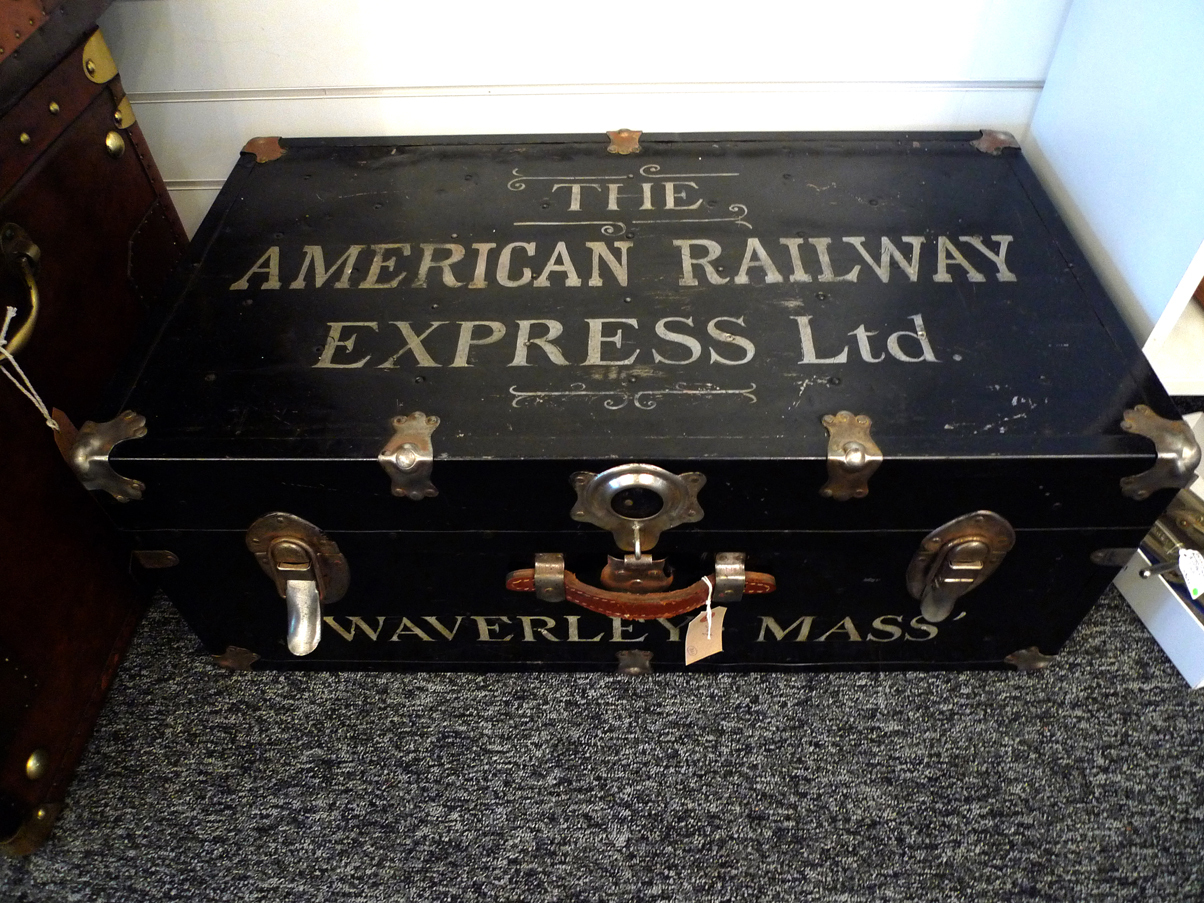 THE
AMERICAN RAILWAY
EXPRESS Ltd.
WAVERLEY MASS'